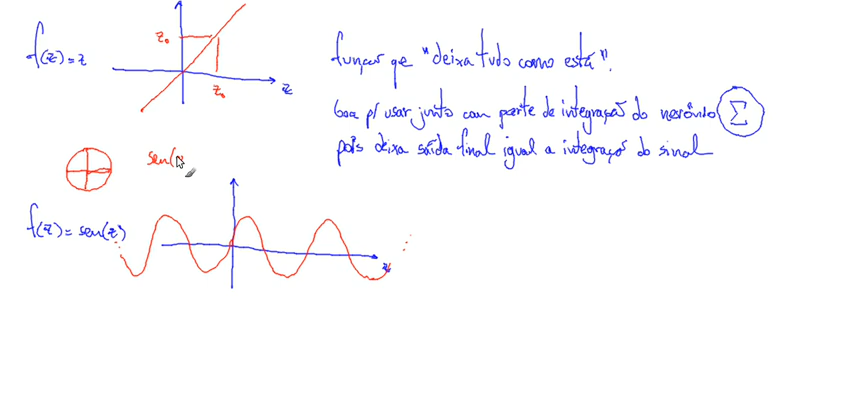 f(z)=z
z₀
z₀
z
função q e "deixa tudo como está".
boa p/ usar junto com parte de integração do neurônio Σ
pois deixa saída final igual a integração do sinal
sen(
f(z)= sen(z)
z